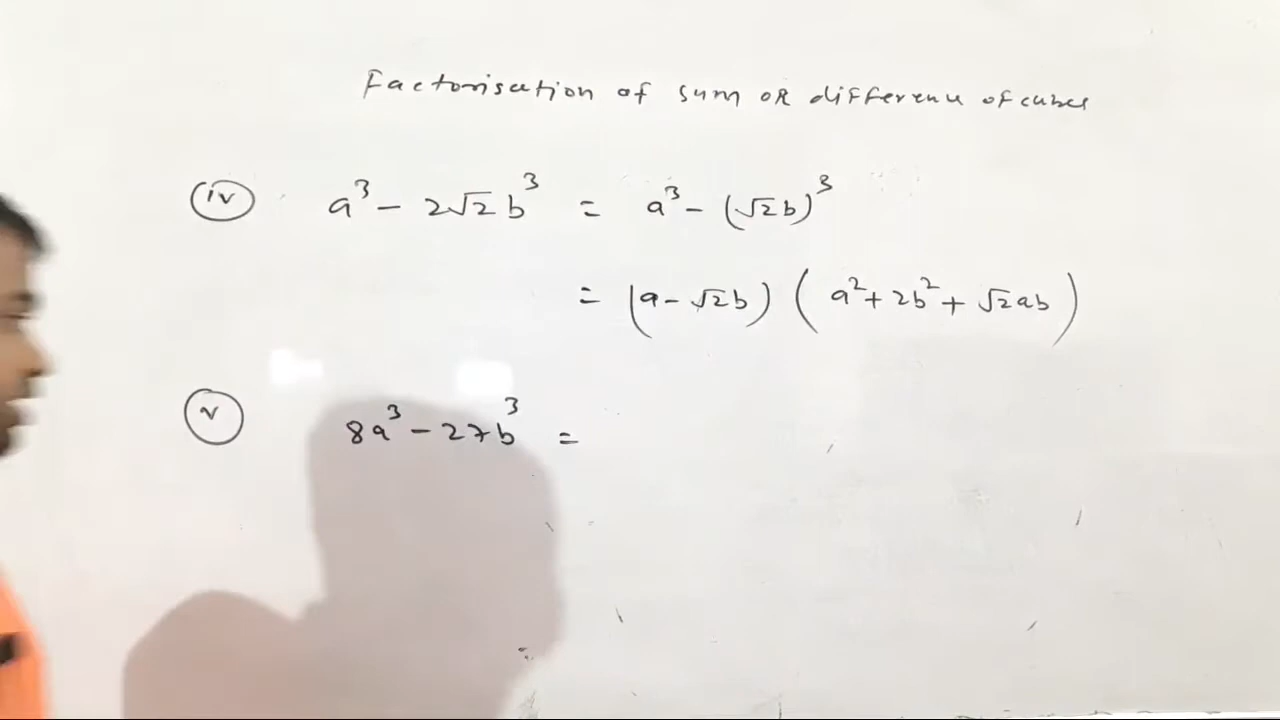 Factorisation of sum OR difference of cubes
(iv) a³ - 2√2 b³ = a³ - (√2b)³
= (a - √2b) (a² + 2b² + √2ab)
(v) 8a³ - 27b³ =